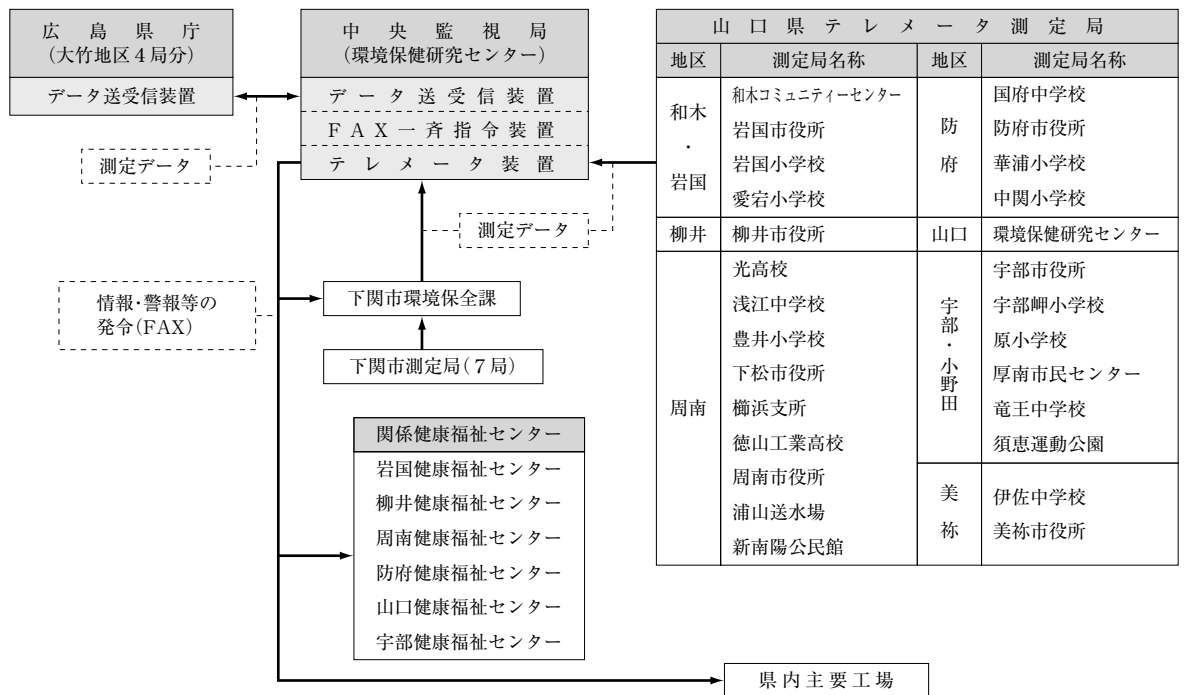 広島県庁
(大竹地区4局分)
データ送受信装置
測定データ
中央監視局
(環境保健研究センター)
データ送受信装置
FAX一斉指令装置
テレメータ装置
測定データ
情報・警報等の
発令(FAX)
下関市環境保全課
下関市測定局(7局)
関係健康福祉センター
岩国健康福祉センター
柳井健康福祉センター
周南健康福祉センター
防府健康福祉センター
山口健康福祉センター
宇部健康福祉センター
県内主要工場
山口県テレメータ測定局
地区 測定局名称 地区 測定局名称
和木・岩国
和木コミュニティーセンター
岩国市役所
岩国小学校
愛宕小学校
防府
国府中学校
防府市役所
華浦小学校
中関小学校
柳井 柳井市役所
山口 環境保健研究センター
周南
光高校
浅江中学校
豊井小学校
下松市役所
櫛浜支所
徳山工業高校
周南市役所
浦山送水場
新南陽公民館
宇部・小野田
宇部市役所
宇部岬小学校
原小学校
厚南市民センター
竜王中学校
須恵運動公園
美祢
伊佐中学校
美祢市役所